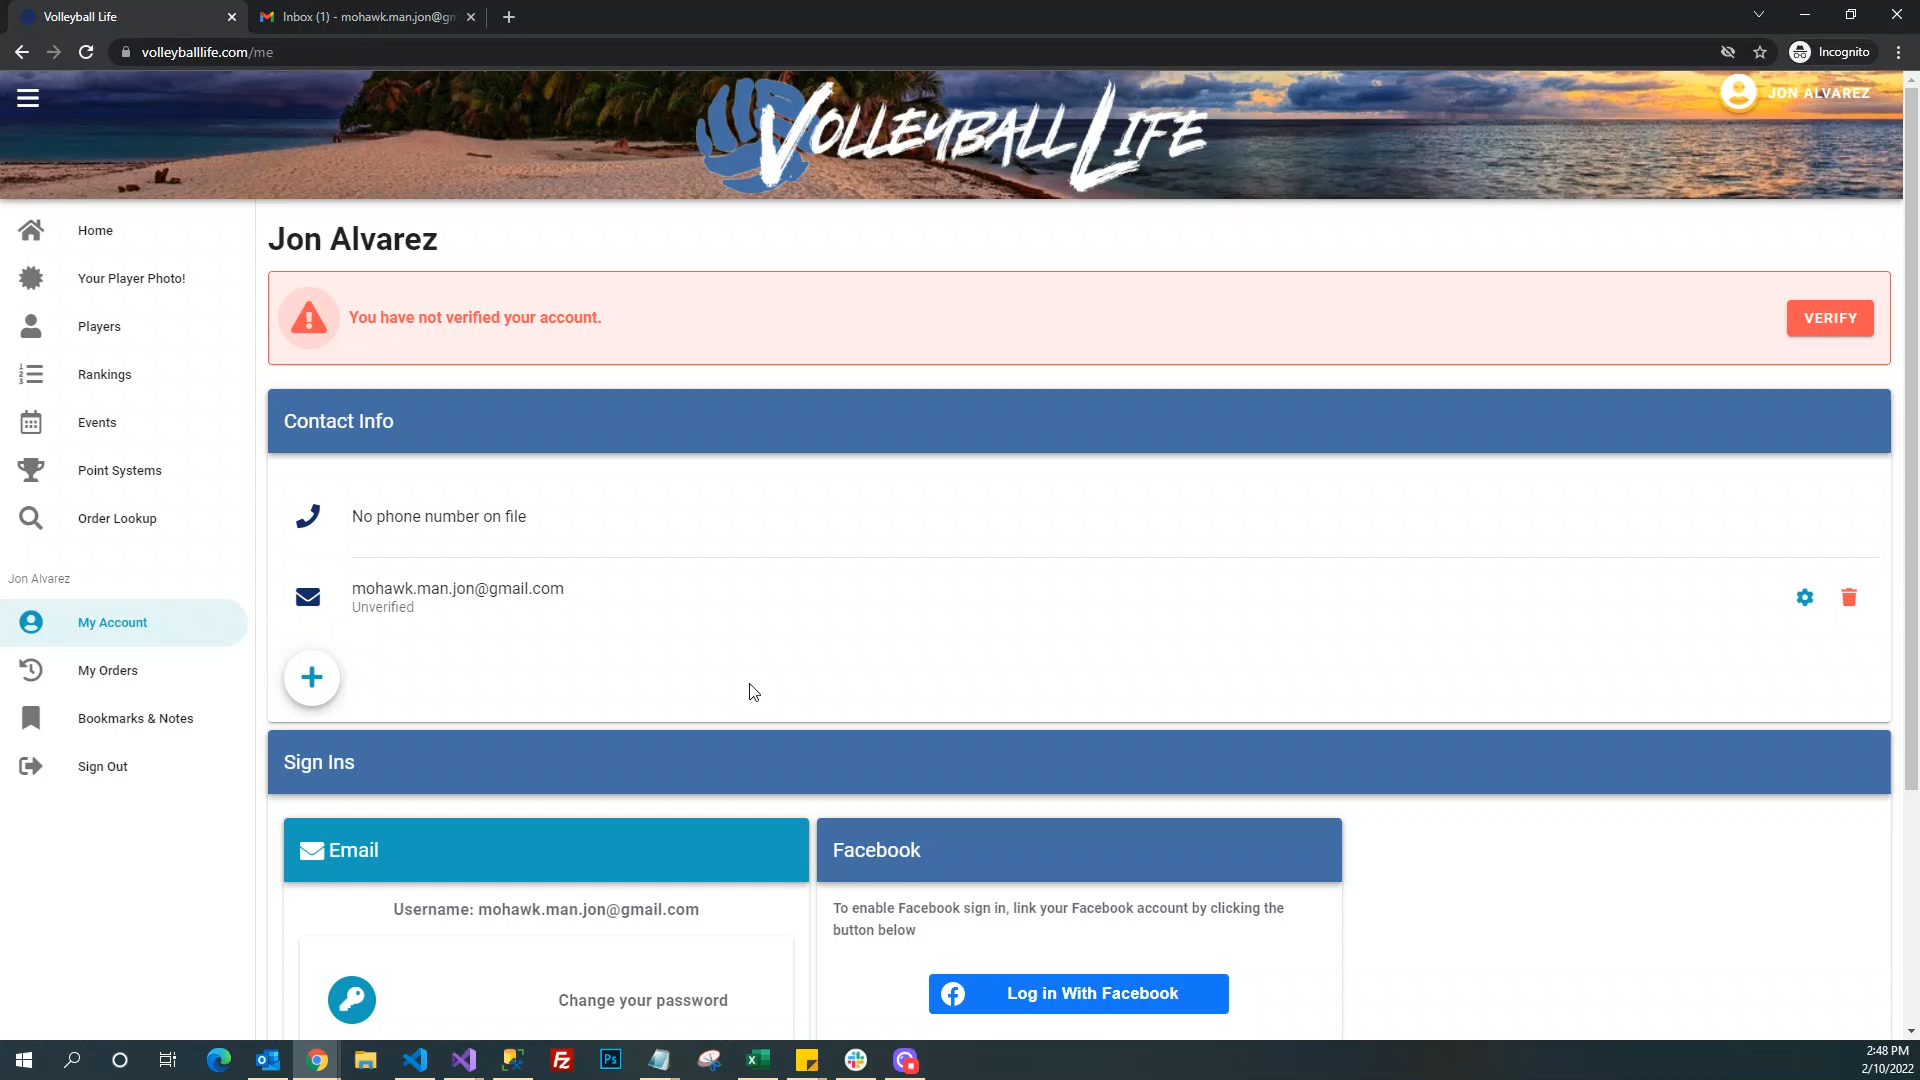 Volleyball Life
Inbox (1) - mohawk.man.jon@gm
volleyballlife.com/me
Incognito
VOLLEYBALL LIFE
JON ALVAREZ
Home
Your Player Photo!
Players
Rankings
Events
Point Systems
Order Lookup
Jon Alvarez
My Account
My Orders
Bookmarks & Notes
Sign Out
Jon Alvarez
You have not verified your account.
VERIFY
Contact Info
No phone number on file
mohawk.man.jon@gmail.com
Unverified
Sign Ins
Email
Username: mohawk.man.jon@gmail.com
Change your password
Facebook
To enable Facebook sign in, link your Facebook account by clicking the
button below
Log in With Facebook
2:48 PM
2/10/2022